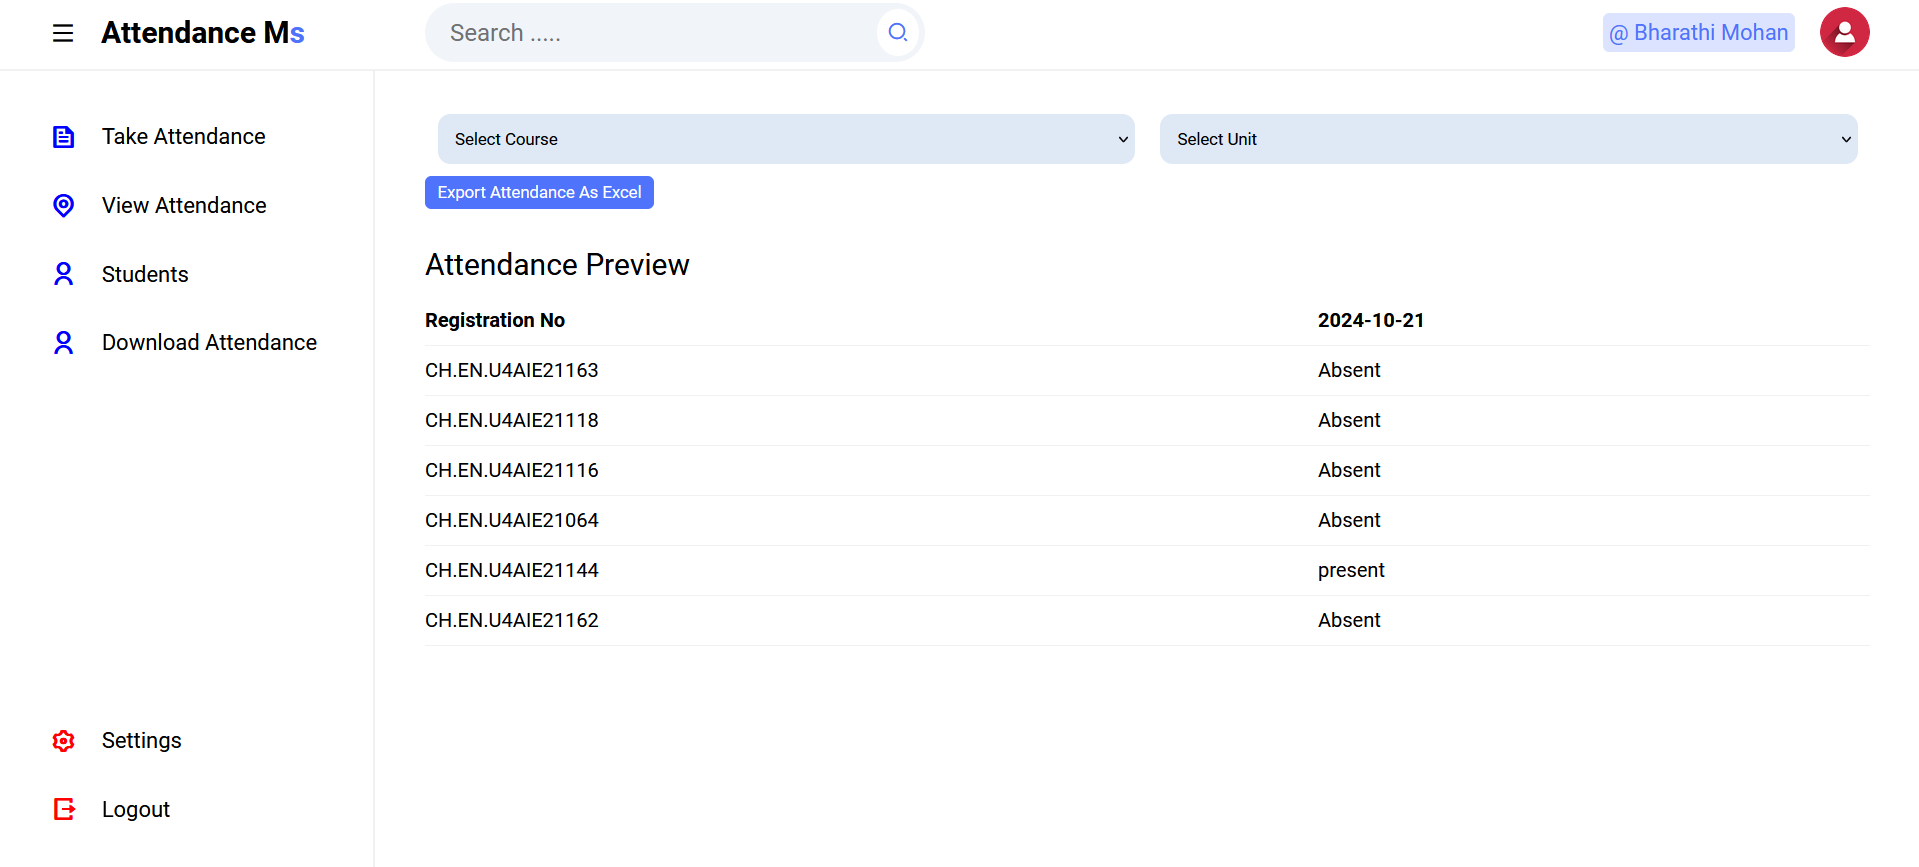 Attendance Ms
Search .....
@ Bharathi Mohan
Take Attendance
View Attendance
Students
Download Attendance
Settings
Logout
Select Course
Select Unit
Export Attendance As Excel
Attendance Preview
Registration No 2024-10-21
CH.EN.U4AIE21163 Absent
CH.EN.U4AIE21118 Absent
CH.EN.U4AIE21116 Absent
CH.EN.U4AIE21064 Absent
CH.EN.U4AIE21144 present
CH.EN.U4AIE21162 Absent